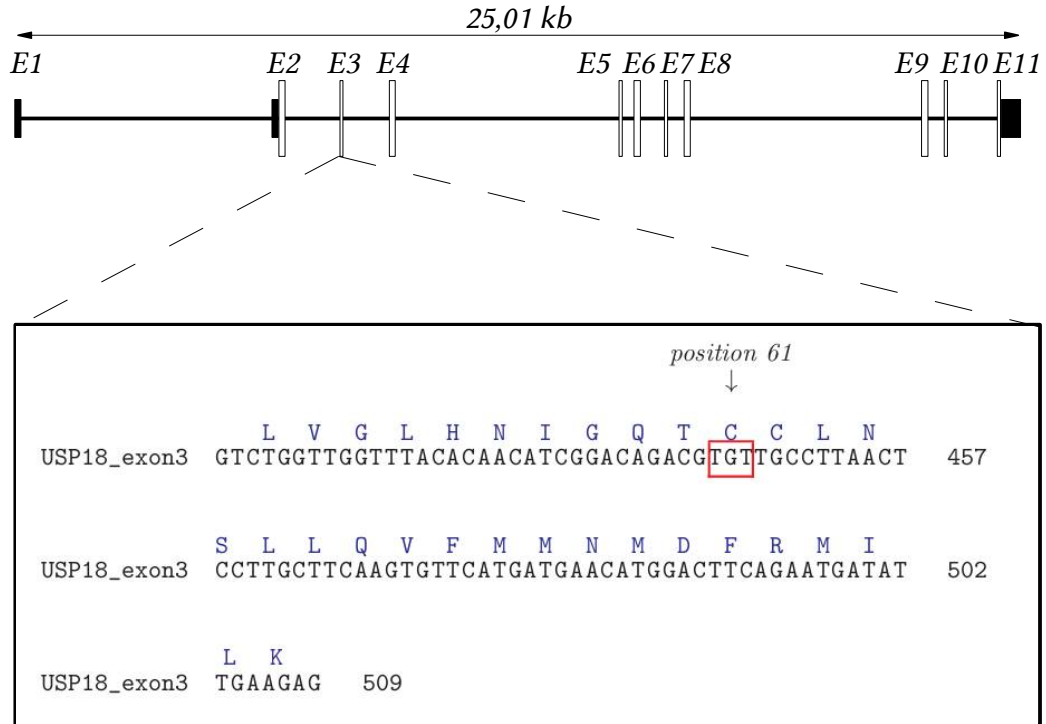 25,01 kb
E1 E2 E3 E4 E5 E6 E7 E8 E9 E10 E11
position 61
↓
L V G L H N I G Q T C C L N
USP18_exon3 GTCTGGTTGGTTTACACAACATCGGACAGACGTGTTGCCTTAACT 457
S L L Q V F M M N M D F R M I
USP18_exon3 CCTTGCTTCAAGTGTTCATGATGAACATGGACTTCAGAATGATAT 502
L K
USP18_exon3 TGAAGAG 509